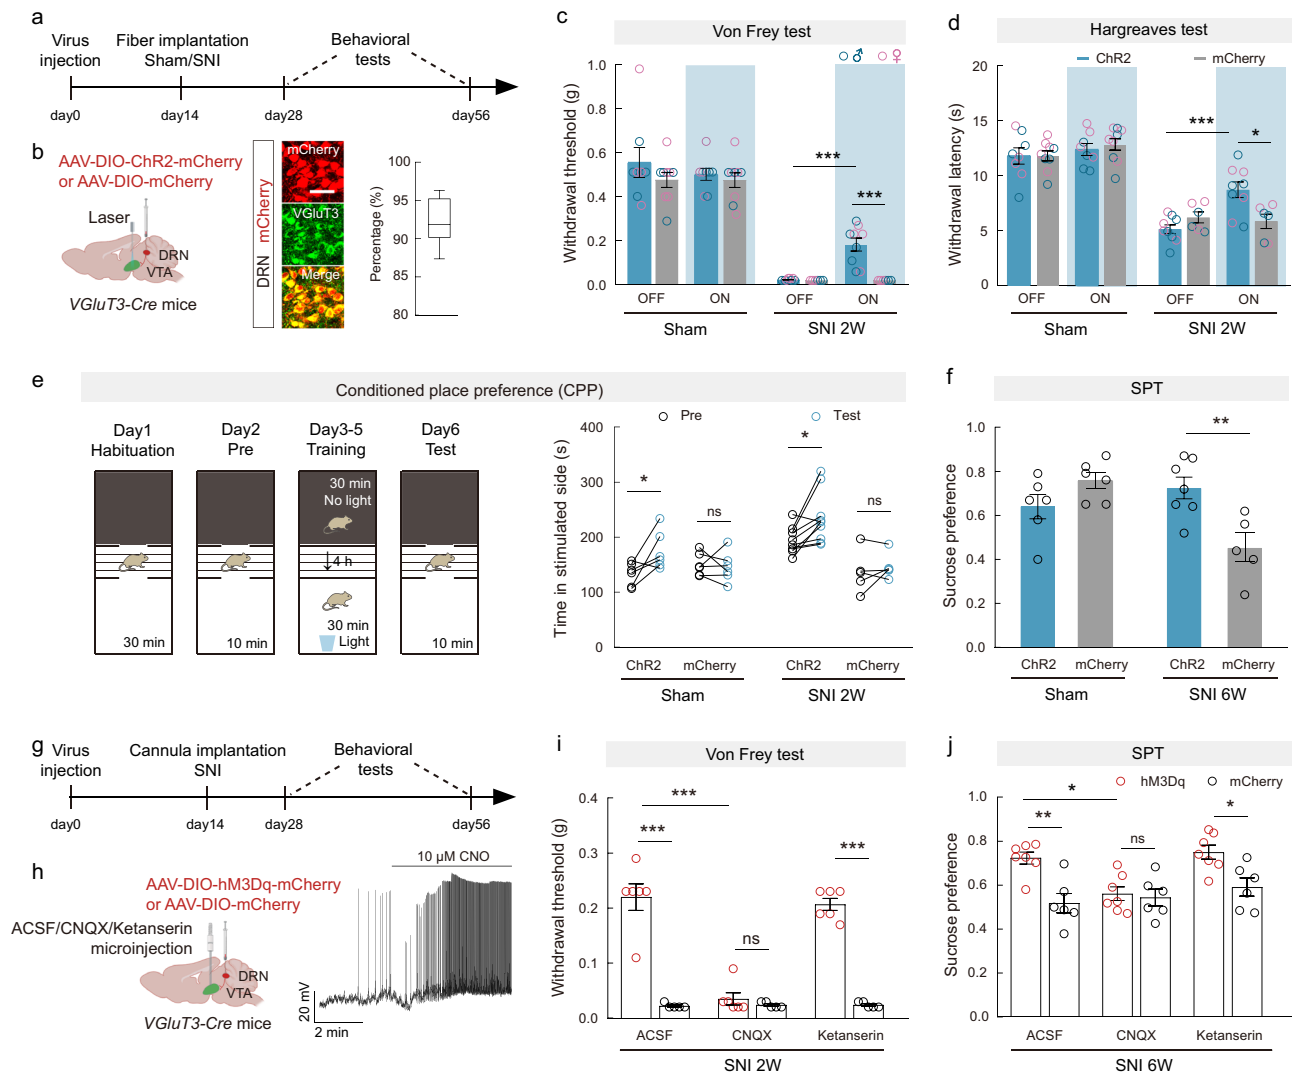 a
Virus
injection
Fiber implantation
Sham/SNI
Behavioral
tests
day0
day14
day28
day56
b
AAV-DIO-ChR2-mCherry
or AAV-DIO-mCherry
Laser
DRN
VTA
VGluT3-Cre mice
DRN mCherry
mCherry
VGluT3
Merge
Percentage (%)
100
95
90
85
80
c
Von Frey test
Withdrawal threshold (g)
1.0
0.8
0.6
0.4
0.2
0.0
♂
♀
***
***
OFF
ON
OFF
ON
Sham
SNI 2W
d
Hargreaves test
ChR2
mCherry
Withdrawal latency (s)
20
15
10
5
0
***
*
OFF
ON
OFF
ON
Sham
SNI 2W
e
Conditioned place preference (CPP)
Day1
Habituation
Day2
Pre
Day3-5
Training
Day6
Test
30 min
10 min
30 min
No light
4 h
30 min
Light
10 min
Pre
Test
Time in stimulated side (s)
400
300
200
100
0
*
ns
*
ns
ChR2
mCherry
ChR2
mCherry
Sham
SNI 2W
f
SPT
Sucrose preference
1.0
0.8
0.6
0.4
0.2
0.0
**
ChR2
mCherry
ChR2
mCherry
Sham
SNI 6W
g
Virus
injection
Cannula implantation
SNI
Behavioral
tests
day0
day14
day28
day56
h
AAV-DIO-hM3Dq-mCherry
or AAV-DIO-mCherry
ACSF/CNQX/Ketanserin
microinjection
DRN
VTA
VGluT3-Cre mice
10 µM CNO
20 mV
2 min
i
Von Frey test
Withdrawal threshold (g)
0.4
0.3
0.2
0.1
0.0
***
***
ns
***
ACSF
CNQX
Ketanserin
SNI 2W
j
SPT
hM3Dq
mCherry
Sucrose preference
1.0
0.8
0.6
0.4
0.2
0.0
*
**
ns
*
ACSF
CNQX
Ketanserin
SNI 6W